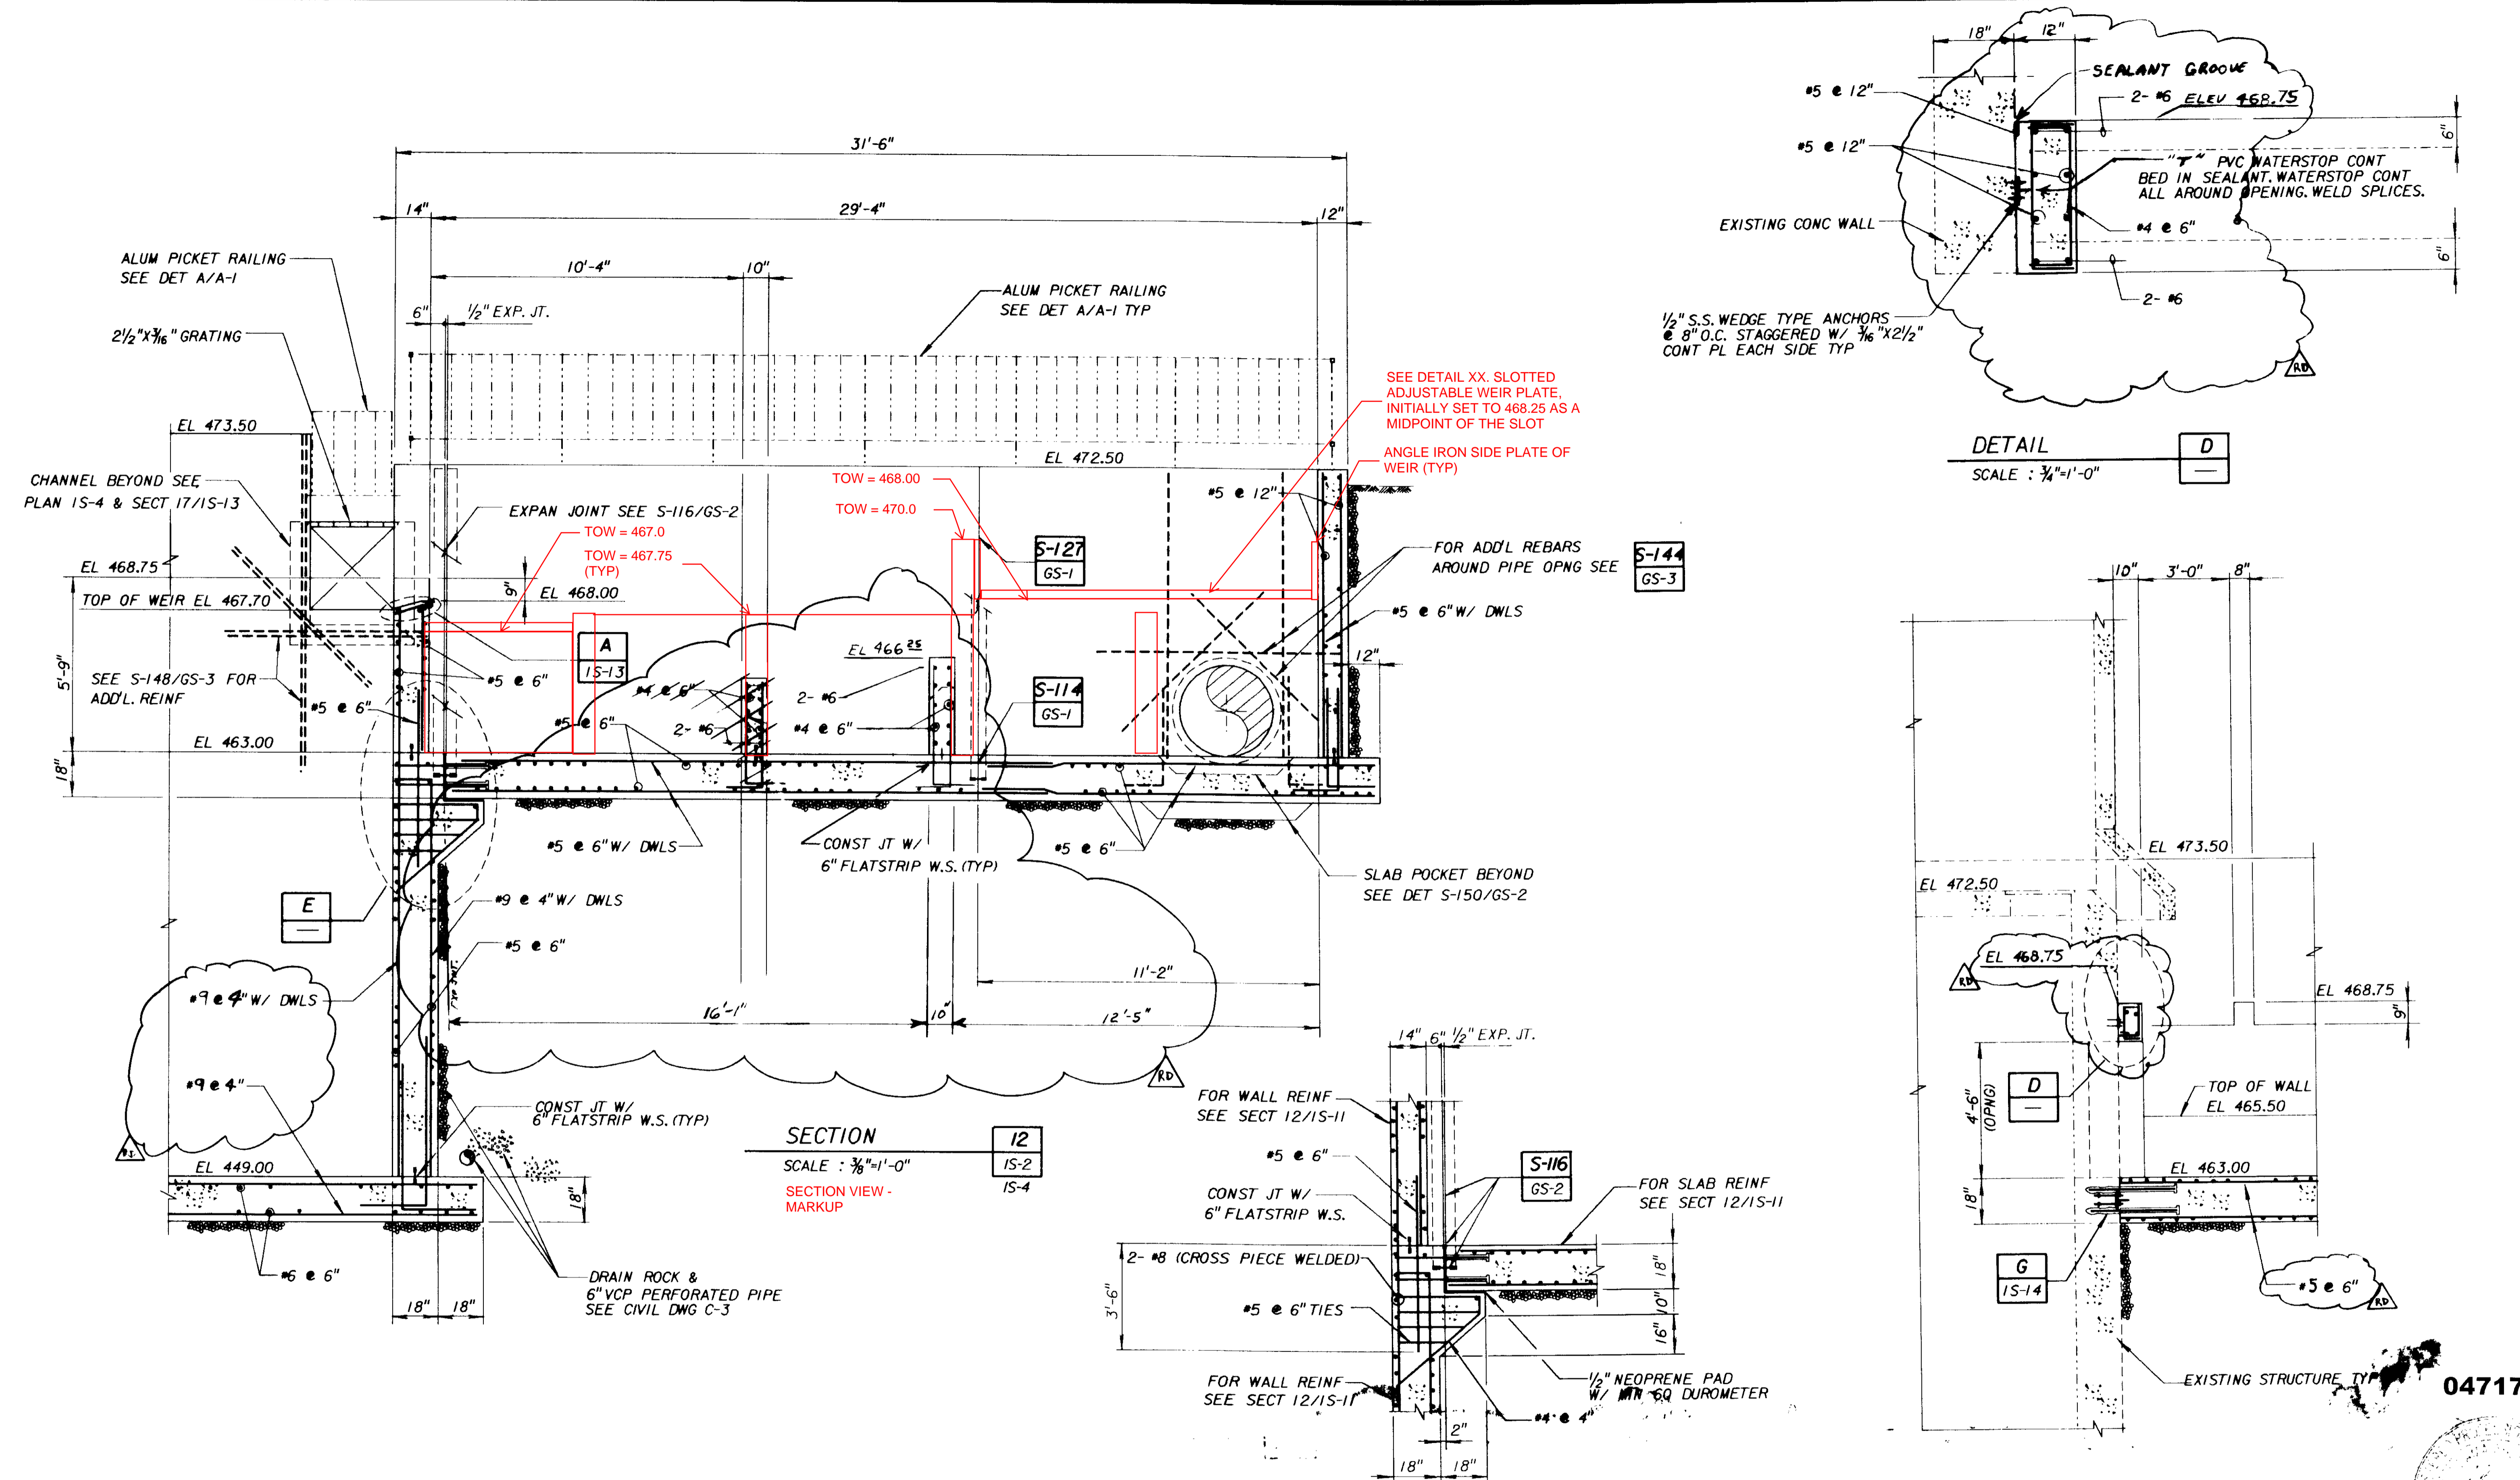 31'-6"
14"
29'-4"
12"
10'-4"
10"
6"
½" EXP. JT.
ALUM PICKET RAILING
SEE DET A/A-1
2½"X3/16" GRATING
ALUM PICKET RAILING
SEE DET A/A-1 TYP
EL 473.50
EL 472.50
CHANNEL BEYOND SEE
PLAN 1S-4 & SECT 17/1S-13
EXPAN JOINT SEE S-116/GS-2
TOW = 467.0
TOW = 467.75
(TYP)
TOW = 468.00
TOW = 470.0
SEE DETAIL XX. SLOTTED
ADJUSTABLE WEIR PLATE,
INITIALLY SET TO 468.25 AS A
MIDPOINT OF THE SLOT
ANGLE IRON SIDE PLATE OF
WEIR (TYP)
#5 @ 12"
S-127
GS-1
FOR ADD'L REBARS
AROUND PIPE OPNG SEE
S-144
GS-3
#5 @ 6" W/ DWLS
12"
EL 468.75
9"
EL 468.00
TOP OF WEIR EL 467.70
A
1S-13
EL 466 25
5'-9"
SEE S-148/GS-3 FOR
ADD'L. REINF
#5 @ 6"
#5 @ 6"
#4 @ 6"
2- #6
#5 @ 6"
2- #6
#4 @ 6"
S-114
GS-1
EL 463.00
18"
#5 @ 6" W/ DWLS
CONST JT W/
6" FLATSTRIP W.S. (TYP)
#5 @ 6"
SLAB POCKET BEYOND
SEE DET S-150/GS-2
E
—
#9 @ 4" W/ DWLS
#5 @ 6"
#9 @ 4" W/ DWLS
11'-2"
16'-1"
10"
12'-5"
RD
#9 @ 4"
CONST JT W/
6" FLATSTRIP W.S. (TYP)
EL 449.00
18"
#6 @ 6"
18"
18"
DRAIN ROCK &
6" VCP PERFORATED PIPE
SEE CIVIL DWG C-3
SECTION
12
1S-2
1S-4
SCALE : ⅜"=1'-0"
SECTION VIEW -
MARKUP
14"
6"
½" EXP. JT.
FOR WALL REINF
SEE SECT 12/1S-11
#5 @ 6"
CONST JT W/
6" FLATSTRIP W.S.
S-116
GS-2
FOR SLAB REINF
SEE SECT 12/1S-11
2- #8 (CROSS PIECE WELDED)
18"
10"
16"
3'-6"
#5 @ 6" TIES
FOR WALL REINF
SEE SECT 12/1S-11
½" NEOPRENE PAD
W/ MIN 60 DUROMETER
#4 @ 4"
2"
18"
18"
18"
12"
SEALANT GROOVE
#5 @ 12"
2- #6
ELEV 468.75
6"
#5 @ 12"
"T" PVC WATERSTOP CONT
BED IN SEALANT. WATERSTOP CONT
ALL AROUND OPENING. WELD SPLICES.
EXISTING CONC WALL
#4 @ 6"
6"
2- #6
½" S.S. WEDGE TYPE ANCHORS
@ 8" O.C. STAGGERED W/ 3/16"X2½"
CONT PL EACH SIDE TYP
RD
DETAIL
D
—
SCALE : ¾"=1'-0"
10"
3'-0"
8"
EL 473.50
EL 472.50
EL 468.75
RD
EL 468.75
9"
D
—
4'-6"
(OPNG)
TOP OF WALL
EL 465.50
EL 463.00
18"
G
1S-14
#5 @ 6"
RD
EXISTING STRUCTURE TYP
04717